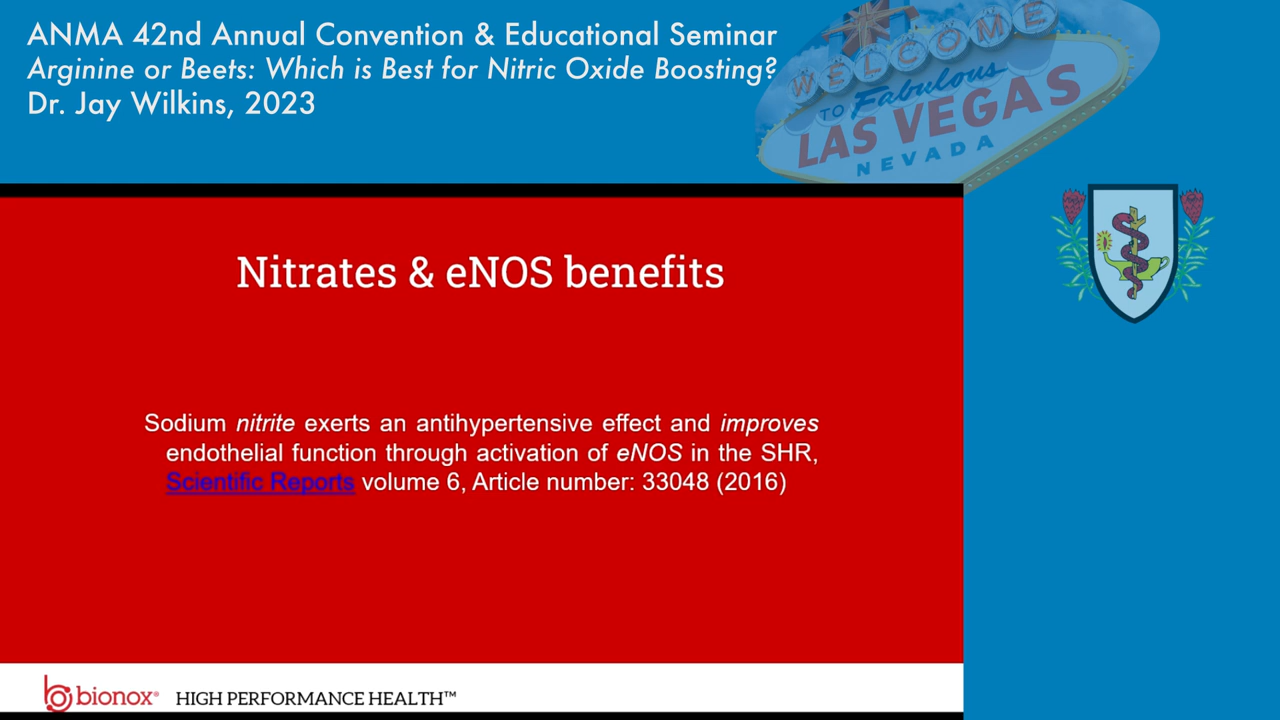 ANMA 42nd Annual Convention & Educational Seminar
Arginine or Beets: Which is Best for Nitric Oxide Boosting?
Dr. Jay Wilkins, 2023
WELCOME
TO Fabulous
LAS VEGAS
NEVADA
Nitrates & eNOS benefits
Sodium nitrite exerts an antihypertensive effect and improves
endothelial function through activation of eNOS in the SHR,
Scientific Reports volume 6, Article number: 33048 (2016)
bionox® HIGH PERFORMANCE HEALTH™